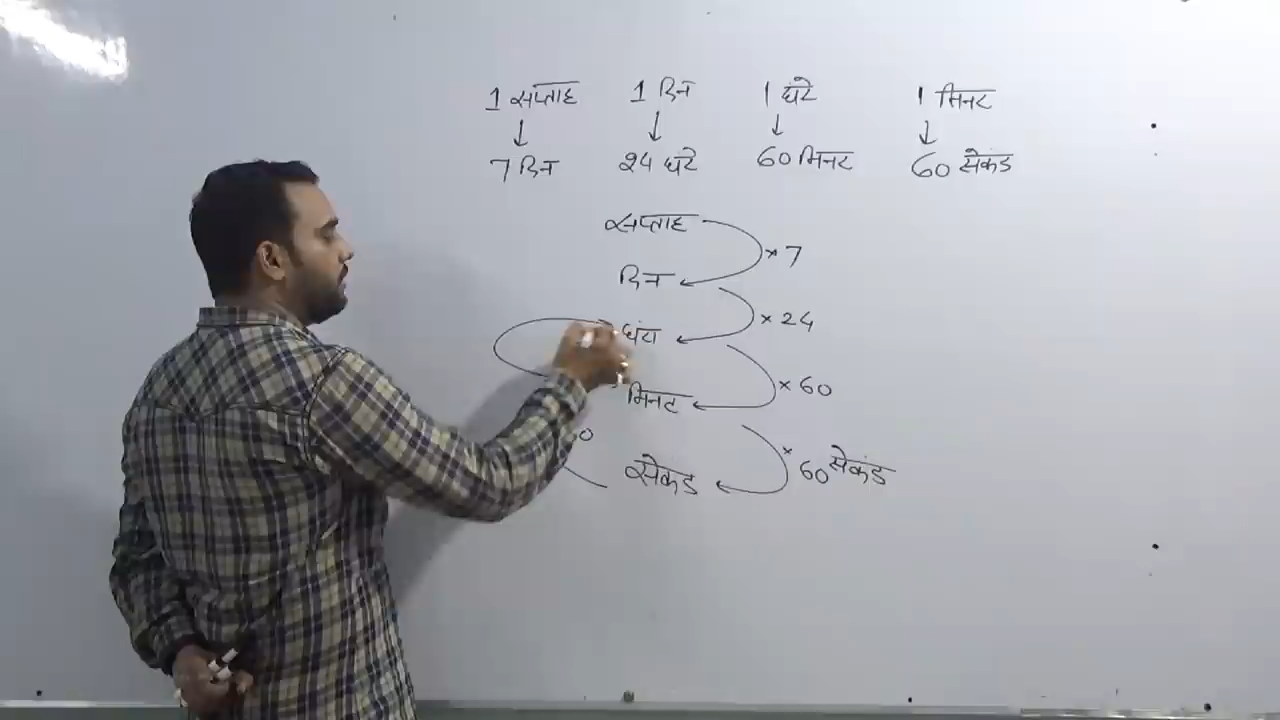 1 सप्ताह 1 दिन 1 घंटे 1 मिनट
↓ ↓ ↓ ↓
7 दिन 24 घंटे 60 मिनट 60 सेकंड
सप्ताह
× 7
दिन
× 24
घंटा
× 60
मिनट
× 60 सेकंड
सेकंड